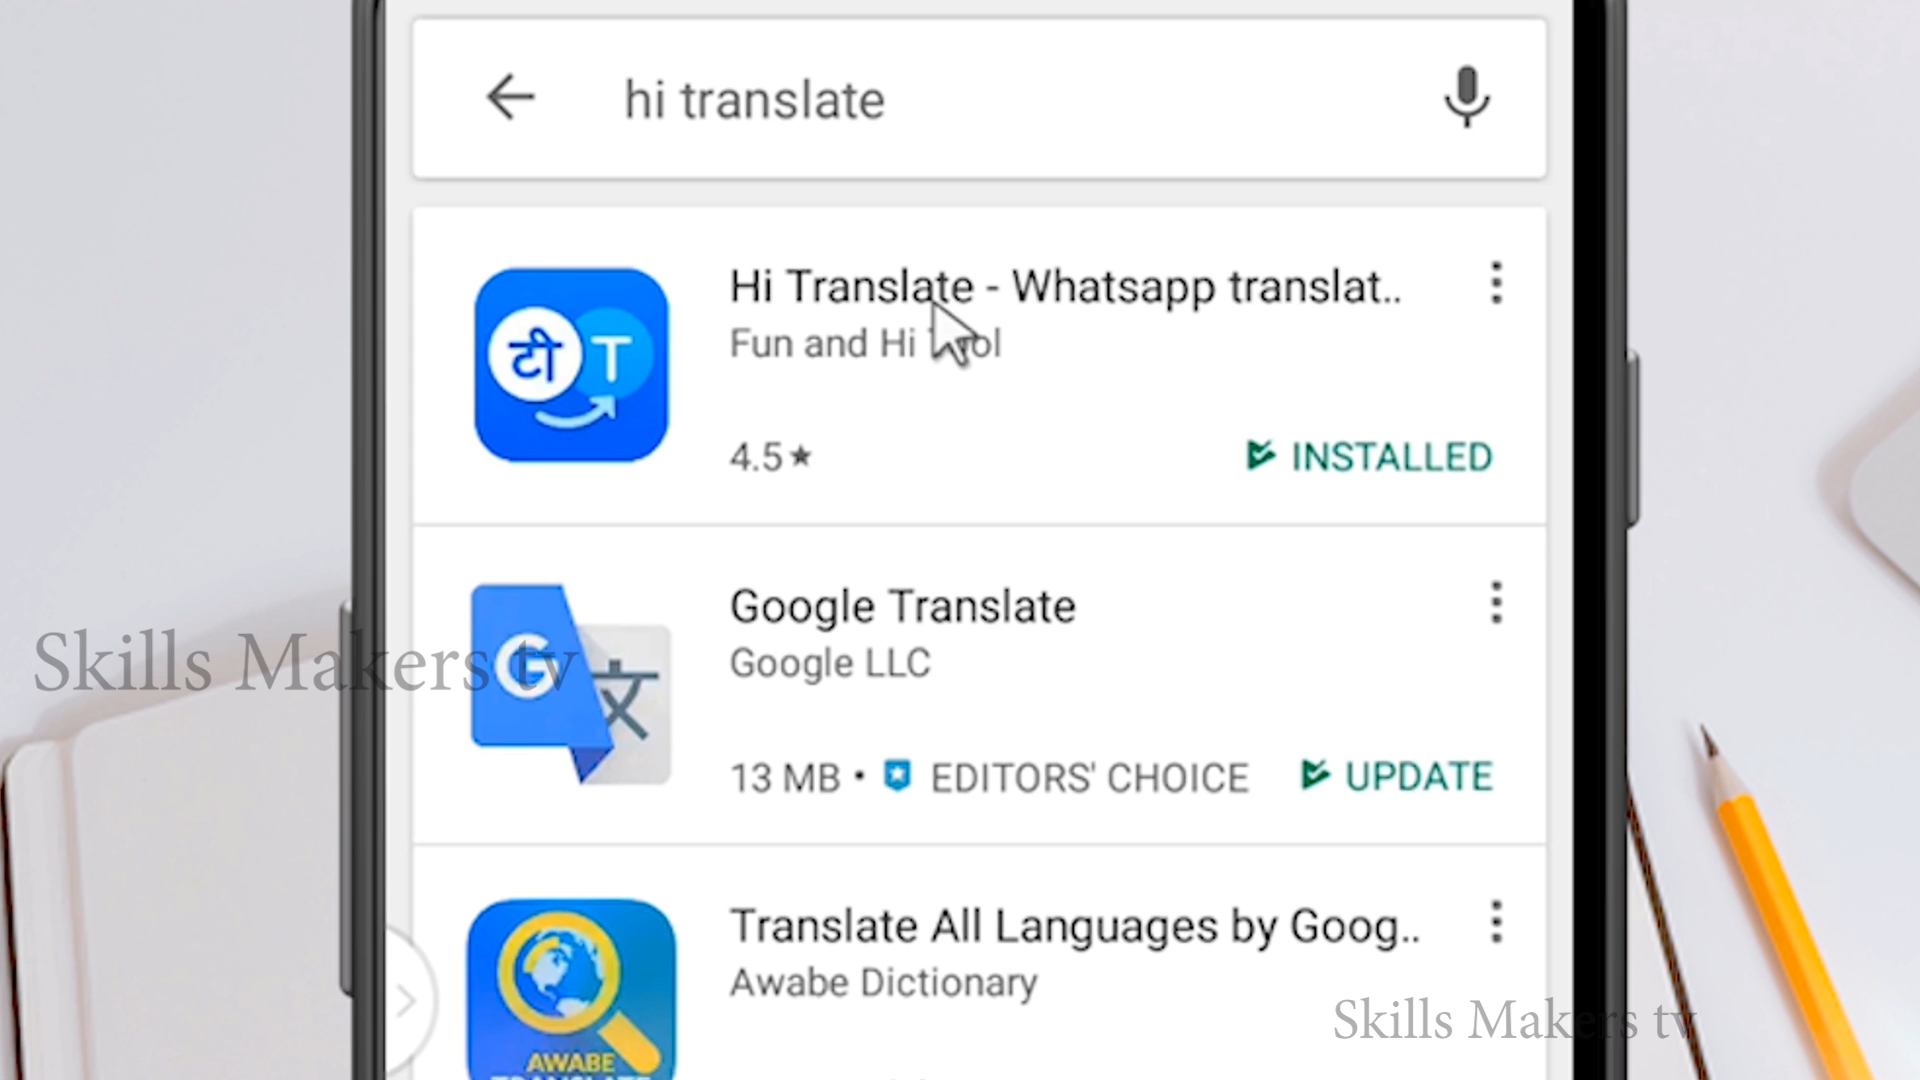 hi translate
Hi Translate - Whatsapp translat..
Fun and Hi Tool
टी T
4.5★
INSTALLED
Google Translate
Google LLC
G 文
13 MB • EDITORS' CHOICE
UPDATE
Skills Makers tv
Translate All Languages by Goog..
Awabe Dictionary
AWABE
Skills Makers tv